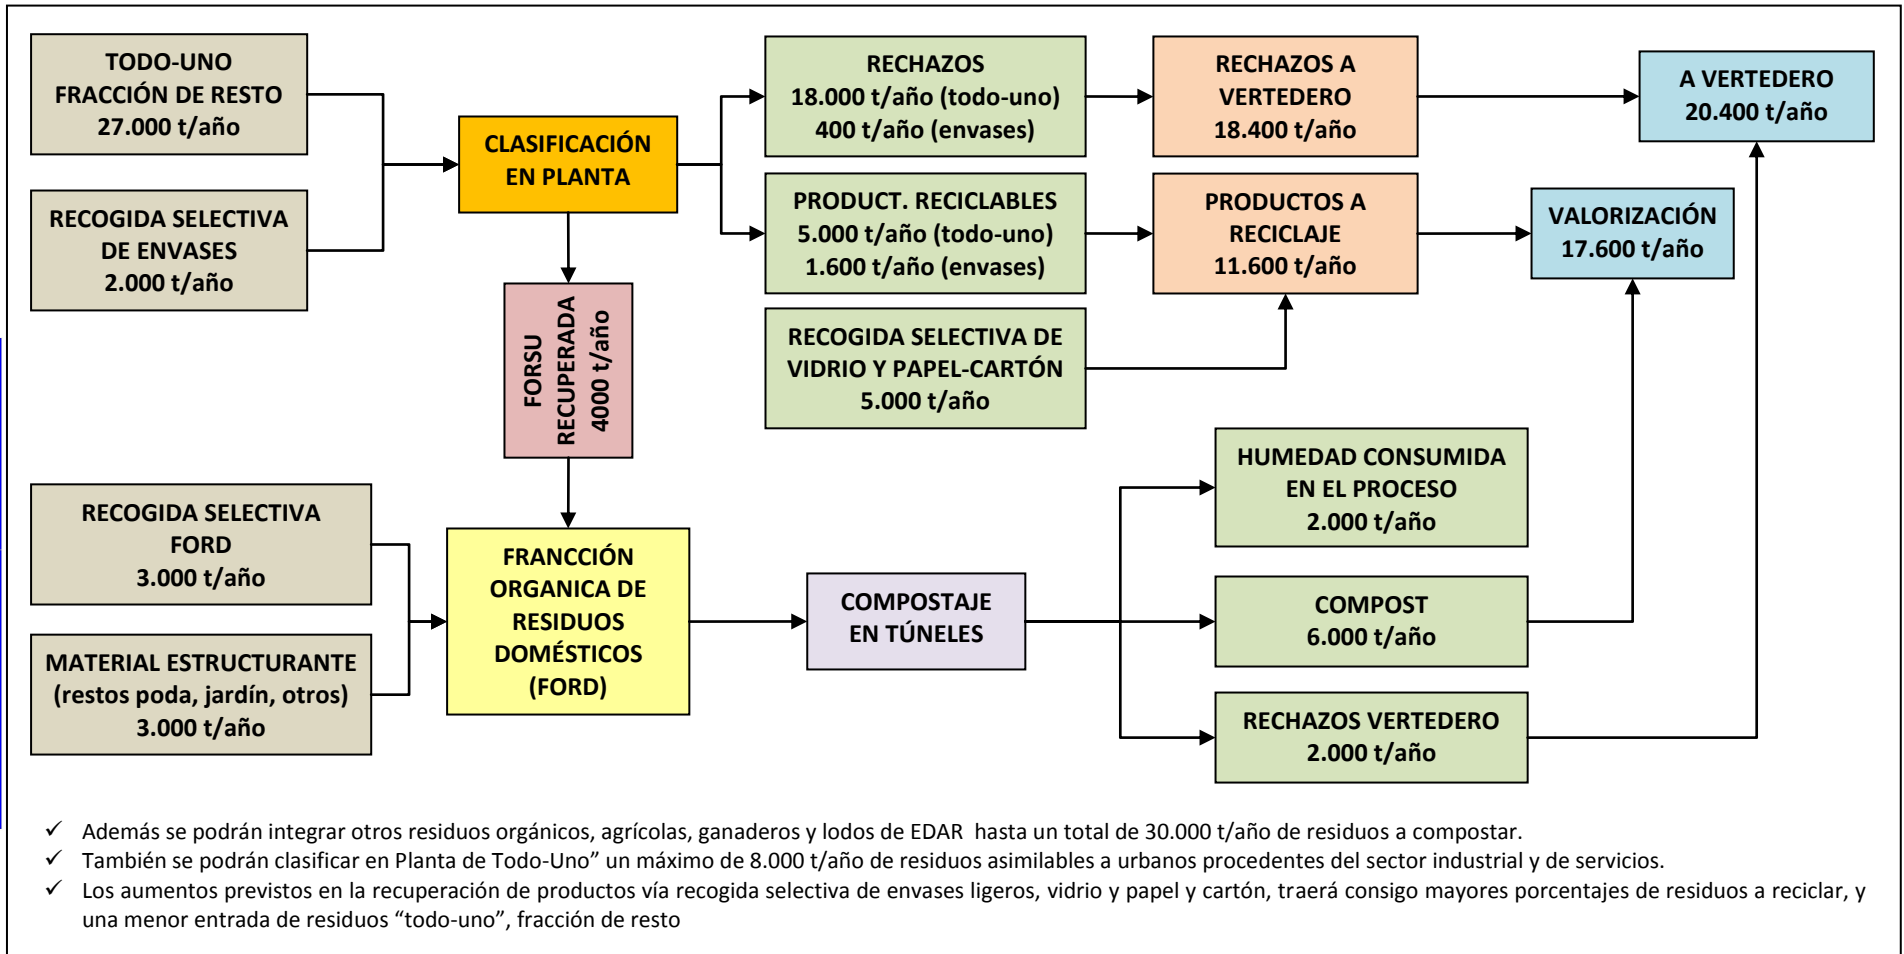 TODO-UNO
FRACCIÓN DE RESTO
27.000 t/año
RECOGIDA SELECTIVA
DE ENVASES
2.000 t/año
CLASIFICACIÓN
EN PLANTA
RECHAZOS
18.000 t/año (todo-uno)
400 t/año (envases)
RECHAZOS A
VERTEDERO
18.400 t/año
A VERTEDERO
20.400 t/año
PRODUCT. RECICLABLES
5.000 t/año (todo-uno)
1.600 t/año (envases)
PRODUCTOS A
RECICLAJE
11.600 t/año
VALORIZACIÓN
17.600 t/año
RECOGIDA SELECTIVA DE
VIDRIO Y PAPEL-CARTÓN
5.000 t/año
FORSU
RECUPERADA
4000 t/año
RECOGIDA SELECTIVA
FORD
3.000 t/año
MATERIAL ESTRUCTURANTE
(restos poda, jardín, otros)
3.000 t/año
FRANCCIÓN
ORGANICA DE
RESIDUOS
DOMÉSTICOS
(FORD)
COMPOSTAJE
EN TÚNELES
HUMEDAD CONSUMIDA
EN EL PROCESO
2.000 t/año
COMPOST
6.000 t/año
RECHAZOS VERTEDERO
2.000 t/año
✓ Además se podrán integrar otros residuos orgánicos, agrícolas, ganaderos y lodos de EDAR hasta un total de 30.000 t/año de residuos a compostar.
✓ También se podrán clasificar en Planta de Todo-Uno” un máximo de 8.000 t/año de residuos asimilables a urbanos procedentes del sector industrial y de servicios.
✓ Los aumentos previstos en la recuperación de productos vía recogida selectiva de envases ligeros, vidrio y papel y cartón, traerá consigo mayores porcentajes de residuos a reciclar, y
una menor entrada de residuos “todo-uno”, fracción de resto